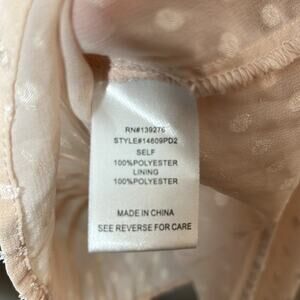 RN#139276
STYLE#14609PD2
SELF
100%POLYESTER
LINING
100%POLYESTER
MADE IN CHINA
SEE REVERSE FOR CARE